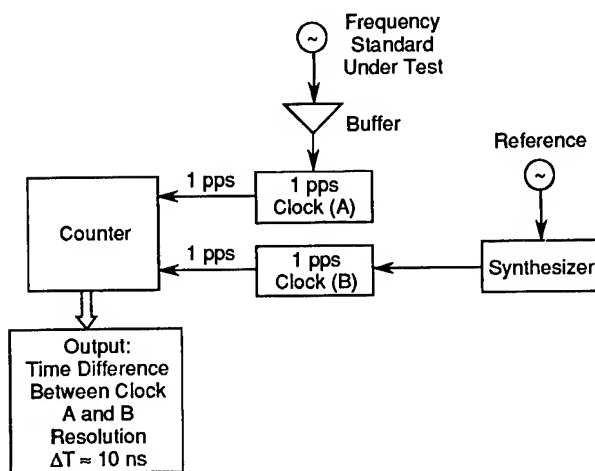 Frequency
Standard
Under Test
Buffer
Reference
1 pps
1 pps
Clock (A)
Counter
1 pps
1 pps
Clock (B)
Synthesizer
Output:
Time Difference
Between Clock
A and B
Resolution
ΔT ≈ 10 ns